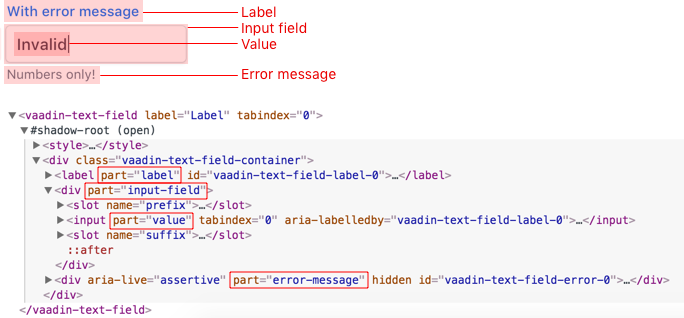 With error message
Label
Input field
Invalid
Value
Numbers only!
Error message
▼<vaadin-text-field label="Label" tabindex="0">
▼#shadow-root (open)
▶<style>…</style>
▼<div class="vaadin-text-field-container">
▶<label part="label" id="vaadin-text-field-label-0">…</label>
▼<div part="input-field">
▶<slot name="prefix">…</slot>
▶<input part="value" tabindex="0" aria-labelledby="vaadin-text-field-label-0">…</input>
▶<slot name="suffix">…</slot>
::after
</div>
▶<div aria-live="assertive" part="error-message" hidden id="vaadin-text-field-error-0">…</div>
</div>
</vaadin-text-field>